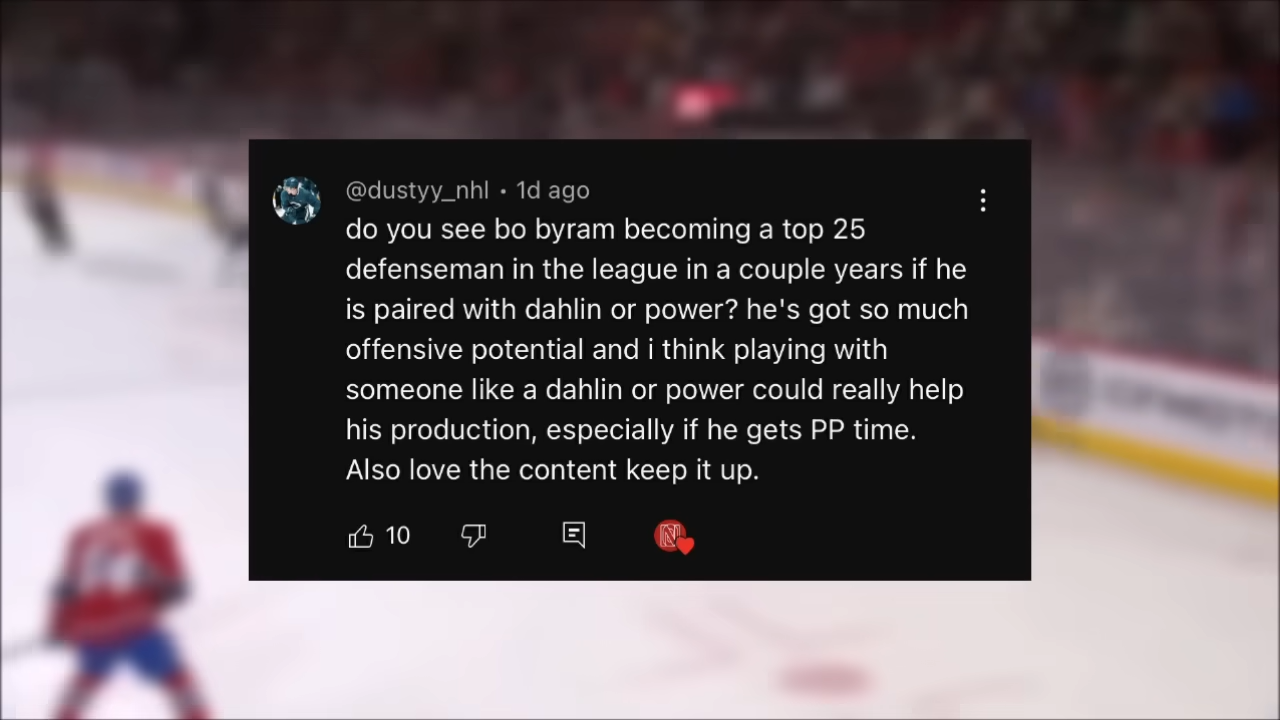 @dustyy_nhl • 1d ago
do you see bo byram becoming a top 25
defenseman in the league in a couple years if he
is paired with dahlin or power? he's got so much
offensive potential and i think playing with
someone like a dahlin or power could really help
his production, especially if he gets PP time.
Also love the content keep it up.
10